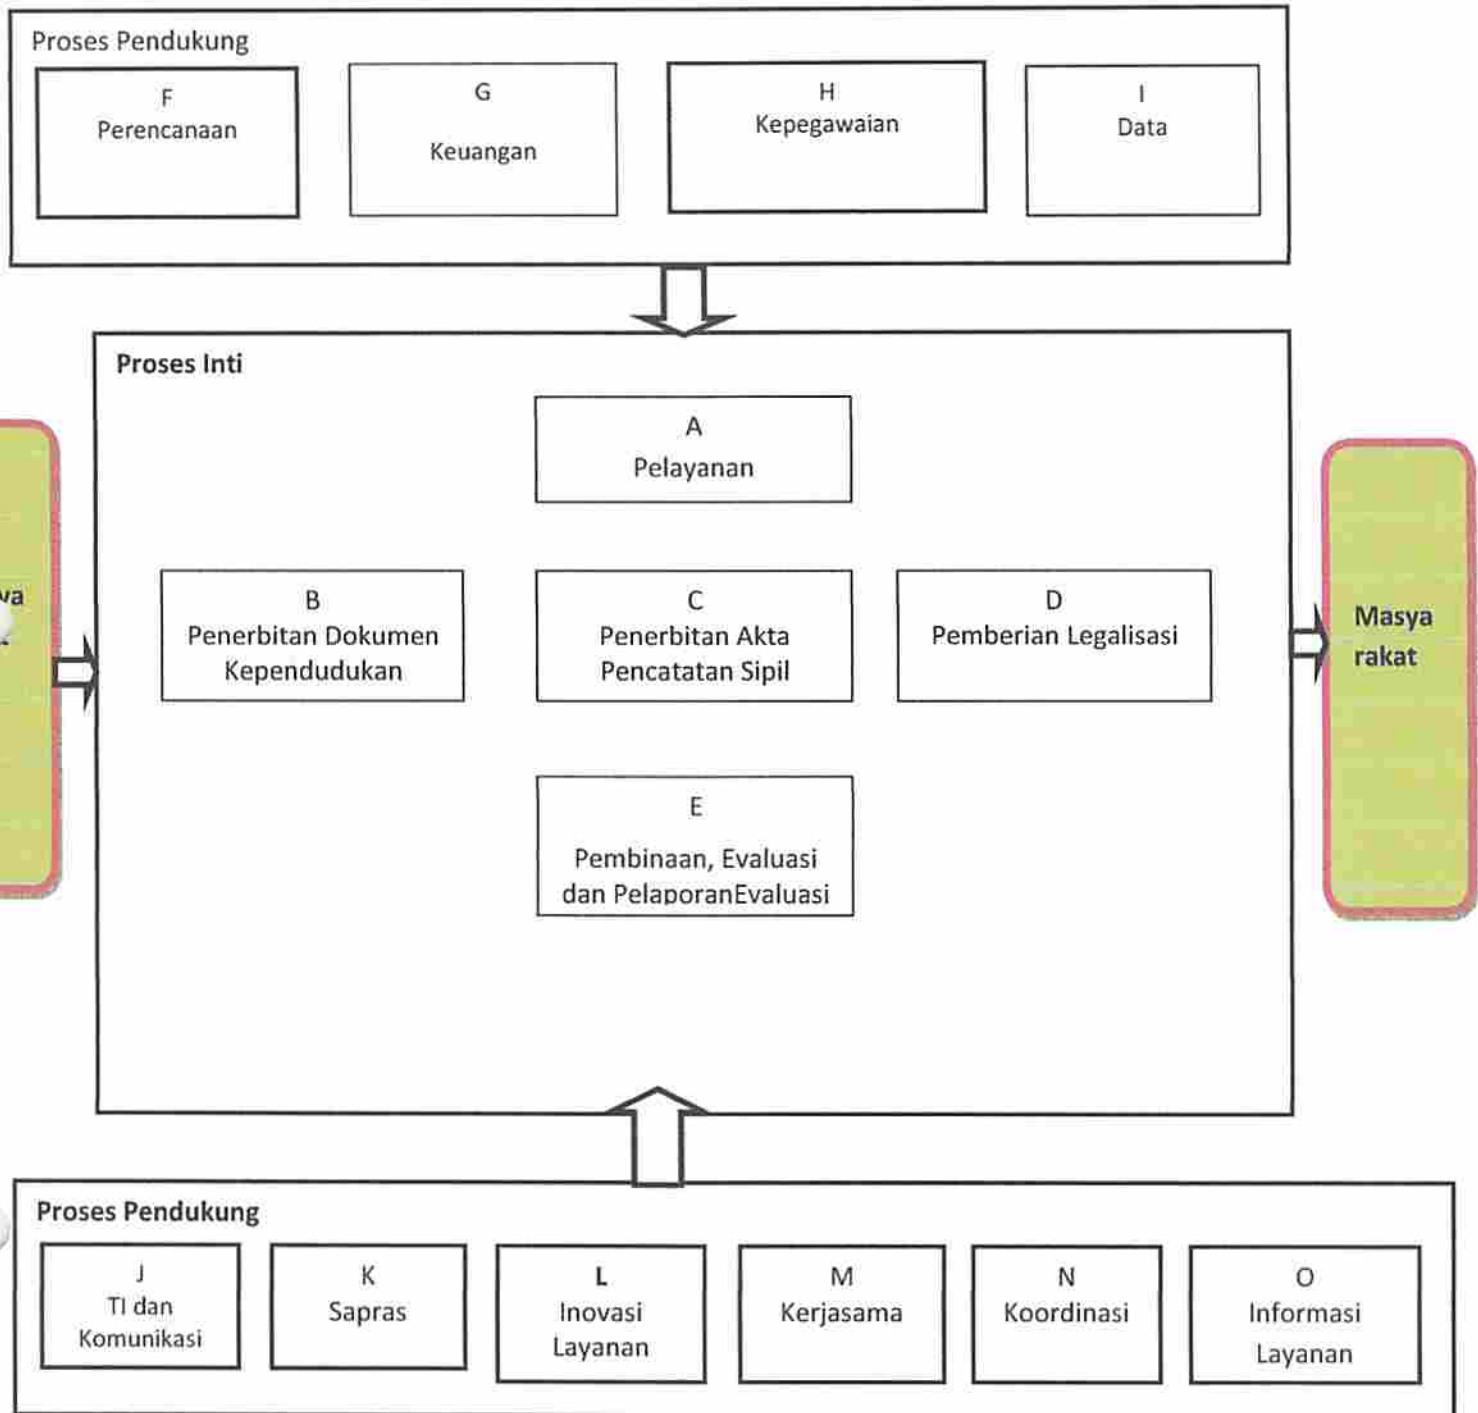 Proses Pendukung
F
Perencanaan
G
Keuangan
H
Kepegawaian
I
Data
Proses Inti
A
Pelayanan
B
Penerbitan Dokumen
Kependudukan
C
Penerbitan Akta
Pencatatan Sipil
D
Pemberian Legalisasi
E
Pembinaan, Evaluasi
dan PelaporanEvaluasi
Masya
rakat
Proses Pendukung
J
TI dan
Komunikasi
K
Sapras
L
Inovasi
Layanan
M
Kerjasama
N
Koordinasi
O
Informasi
Layanan